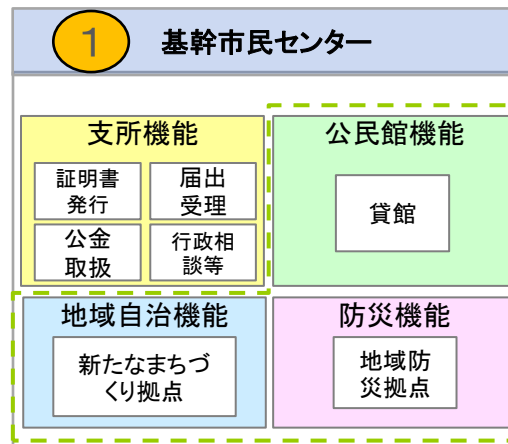 1 基幹市民センター
支所機能
証明書
発行
届出
受理
公金
取扱
行政相
談等
公民館機能
貸館
地域自治機能
新たなまちづ
くり拠点
防災機能
地域防
災拠点